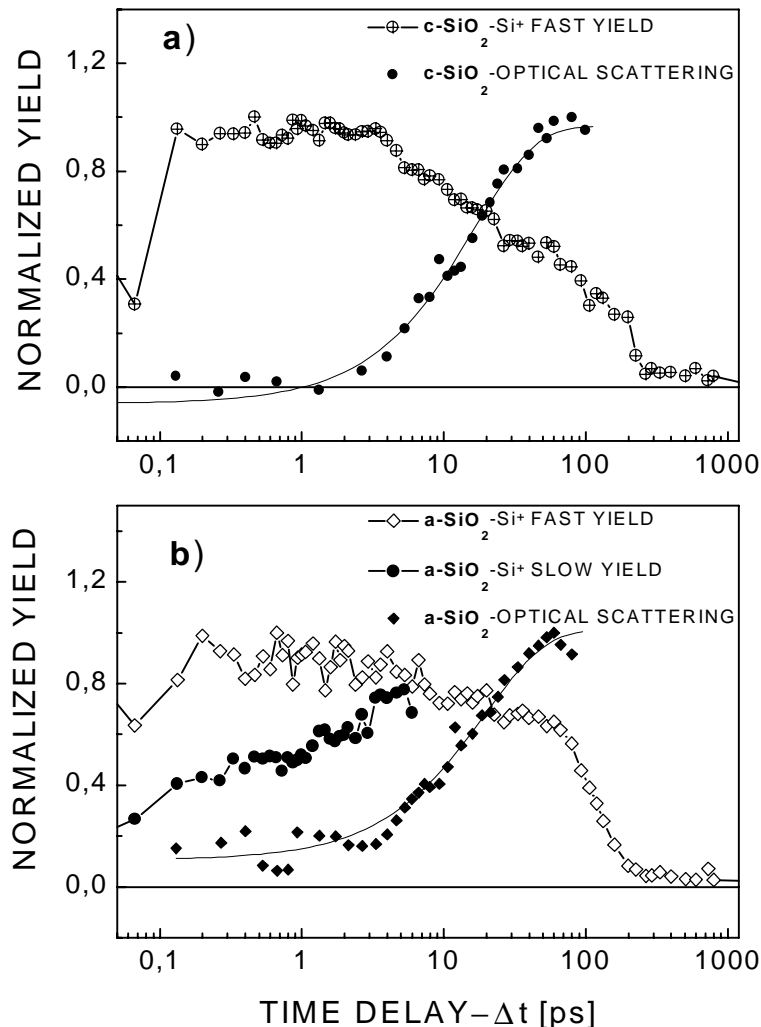 a)
c-SiO2-Si+ FAST YIELD
c-SiO2-OPTICAL SCATTERING
NORMALIZED YIELD
1,2
0,8
0,4
0,0
0,1 1 10 100 1000
b)
a-SiO2-Si+ FAST YIELD
a-SiO2-Si+ SLOW YIELD
a-SiO2-OPTICAL SCATTERING
NORMALIZED YIELD
1,2
0,8
0,4
0,0
0,1 1 10 100 1000
TIME DELAY–Δt [ps]